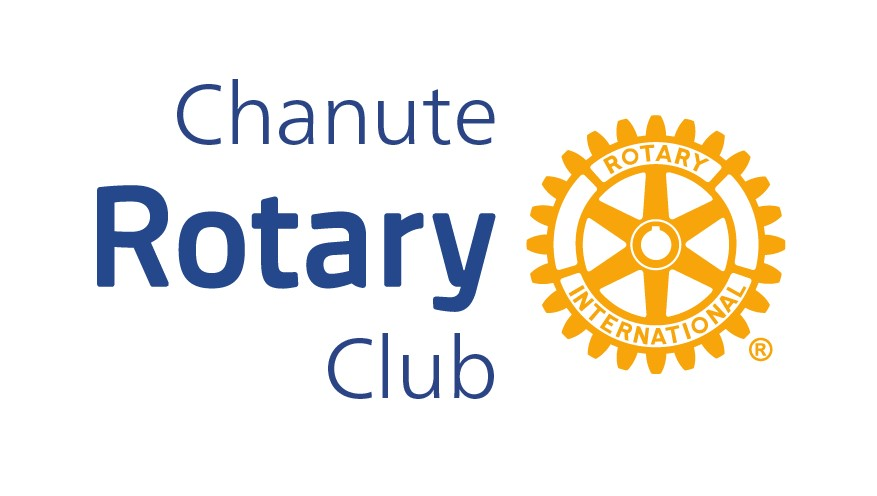 Chanute
Rotary
Club
ROTARY
INTERNATIONAL
®